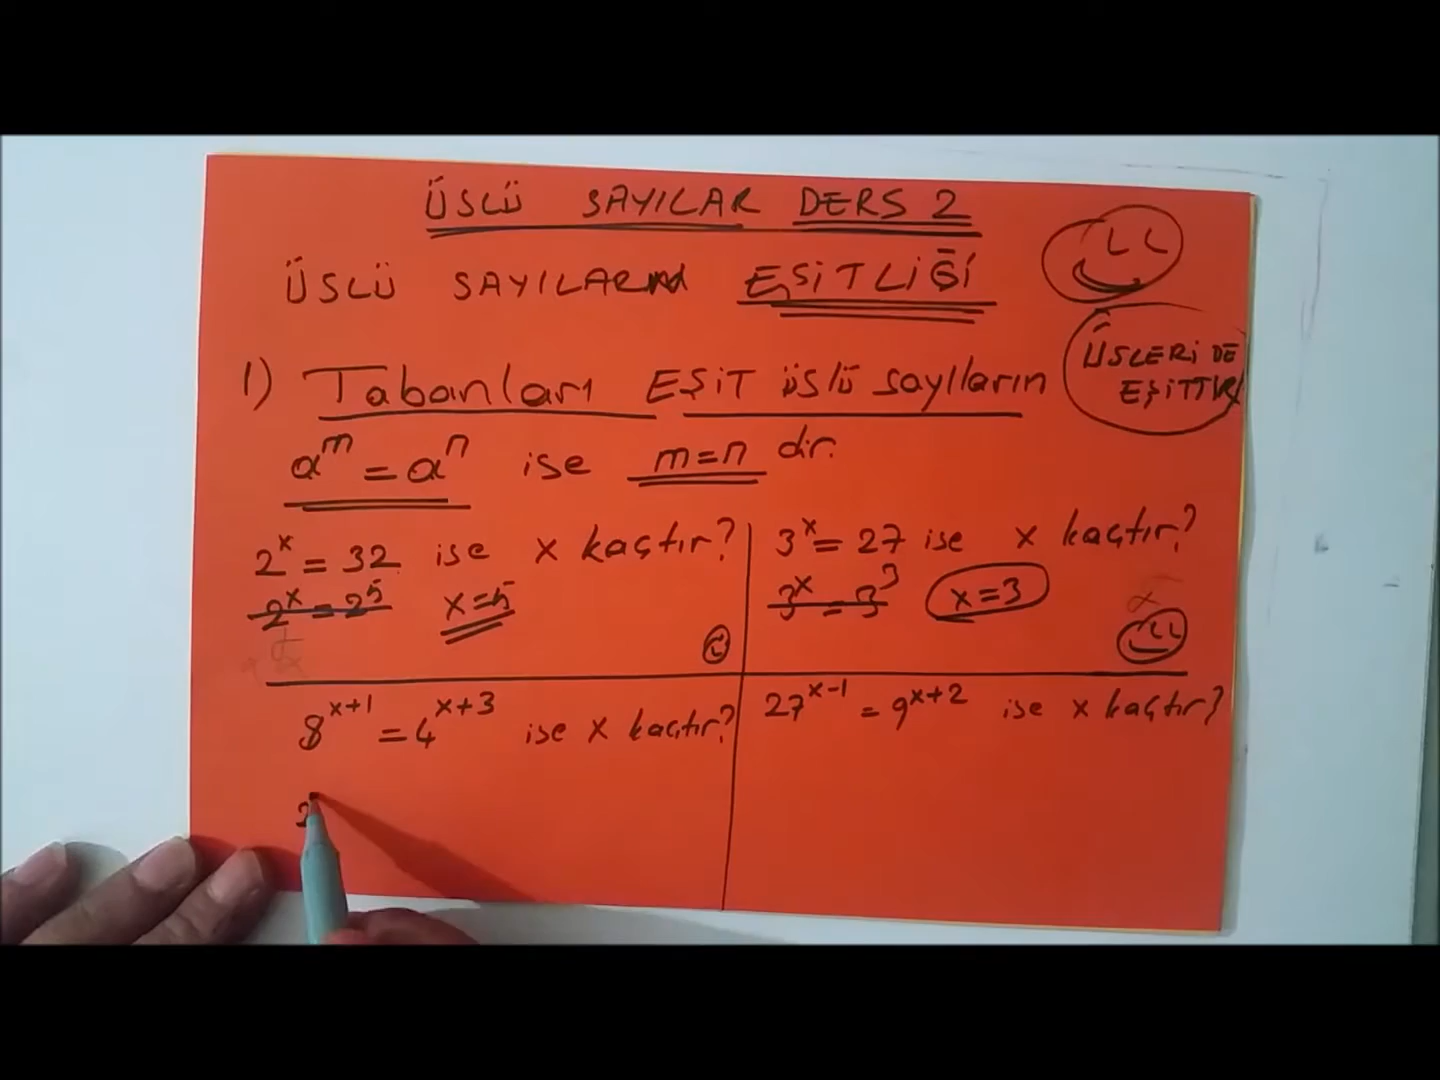 ÜSLÜ SAYILAR DERS 2
ÜSLÜ SAYILARIN EŞİTLİĞİ
1) Tabanları EŞİT üslü sayıların
ÜSLERİ DE
EŞİTTİR
a^m = a^n ise m=n dir.
2^x = 32 ise x kaçtır?
2^x = 2^5 x=5
3^x = 27 ise x kaçtır?
3^x = 3^3 x=3
8^x+1 = 4^x+3 ise x kaçtır?
2
27^x-1 = 9^x+2 ise x kaçtır?